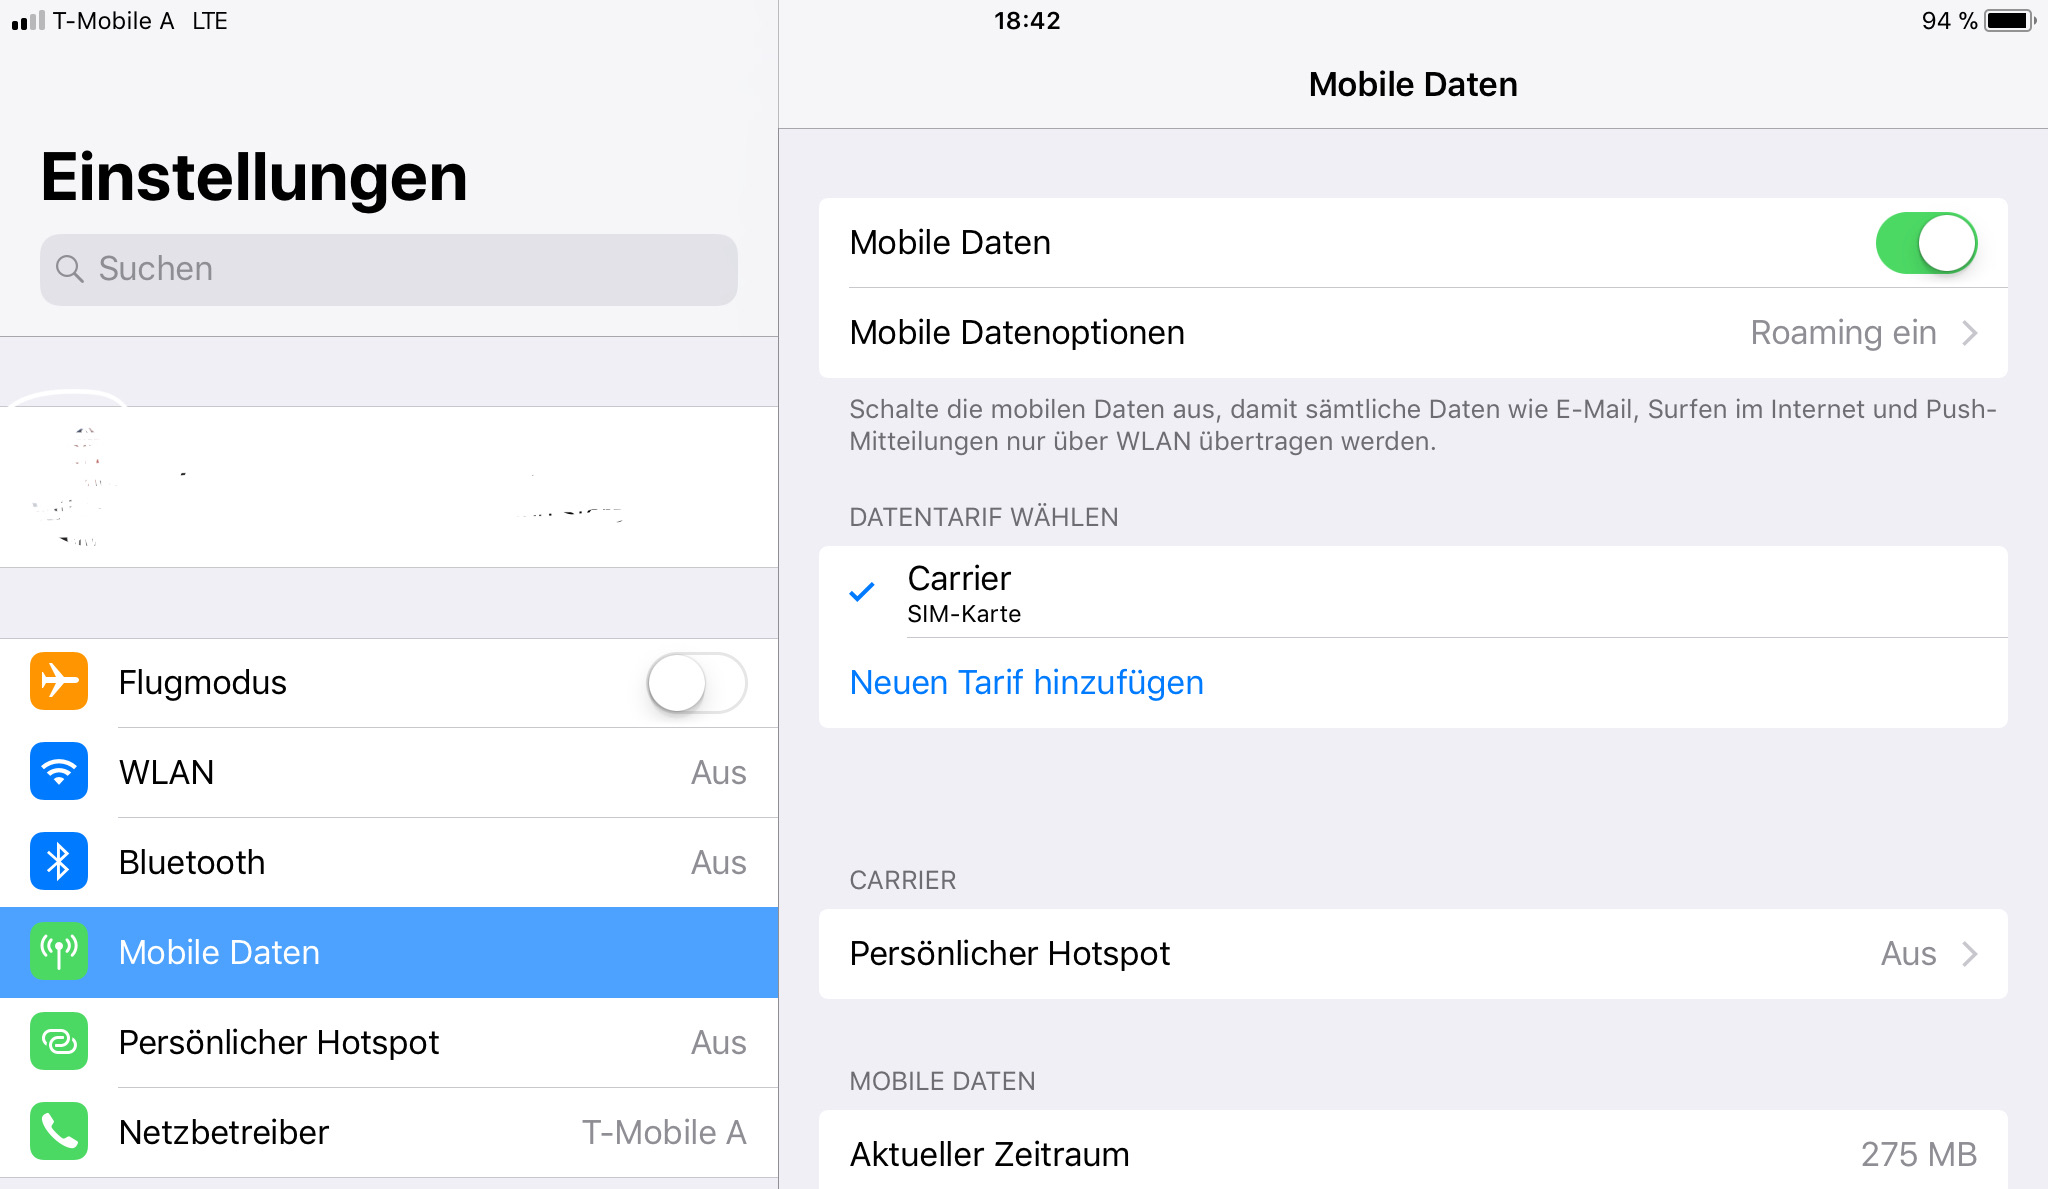 T-Mobile A LTE
18:42
94 %
Einstellungen
Suchen
Flugmodus
WLAN Aus
Bluetooth Aus
Mobile Daten
Persönlicher Hotspot Aus
Netzbetreiber T-Mobile A
Mobile Daten
Mobile Daten
Mobile Datenoptionen Roaming ein
Schalte die mobilen Daten aus, damit sämtliche Daten wie E-Mail, Surfen im Internet und Push-
Mitteilungen nur über WLAN übertragen werden.
DATENTARIF WÄHLEN
Carrier
SIM-Karte
Neuen Tarif hinzufügen
CARRIER
Persönlicher Hotspot Aus
MOBILE DATEN
Aktueller Zeitraum 275 MB